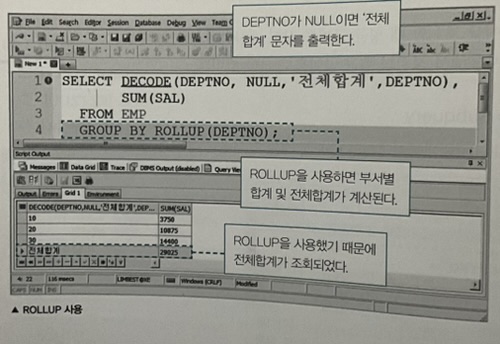 File Edit Search Editor Session Database Debug View Team
DEPTNO가 NULL이면 '전체
합계' 문자를 출력한다.
New 1
1 SELECT DECODE(DEPTNO, NULL,'전체합계',DEPTNO),
2 SUM(SAL)
3 FROM EMP
4 GROUP BY ROLLUP(DEPTNO);
Script Output
Messages Data Grid Trace DBMS Output (disabled) Query
ROLLUP을 사용하면 부서별
합계 및 전체합계가 계산된다.
Output Errors Grid 1 Environment
DECODE(DEPTNO,NULL,'전체합계',DEP... SUM(SAL)
10 3750
20 10875
30 14400
전체합계 29025
ROLLUP을 사용했기 때문에
전체합계가 조회되었다.
4: 22 116 msecs LIMBEST@XE Windows (CRLF) Modified
CAPS NUM INS
▲ ROLLUP 사용